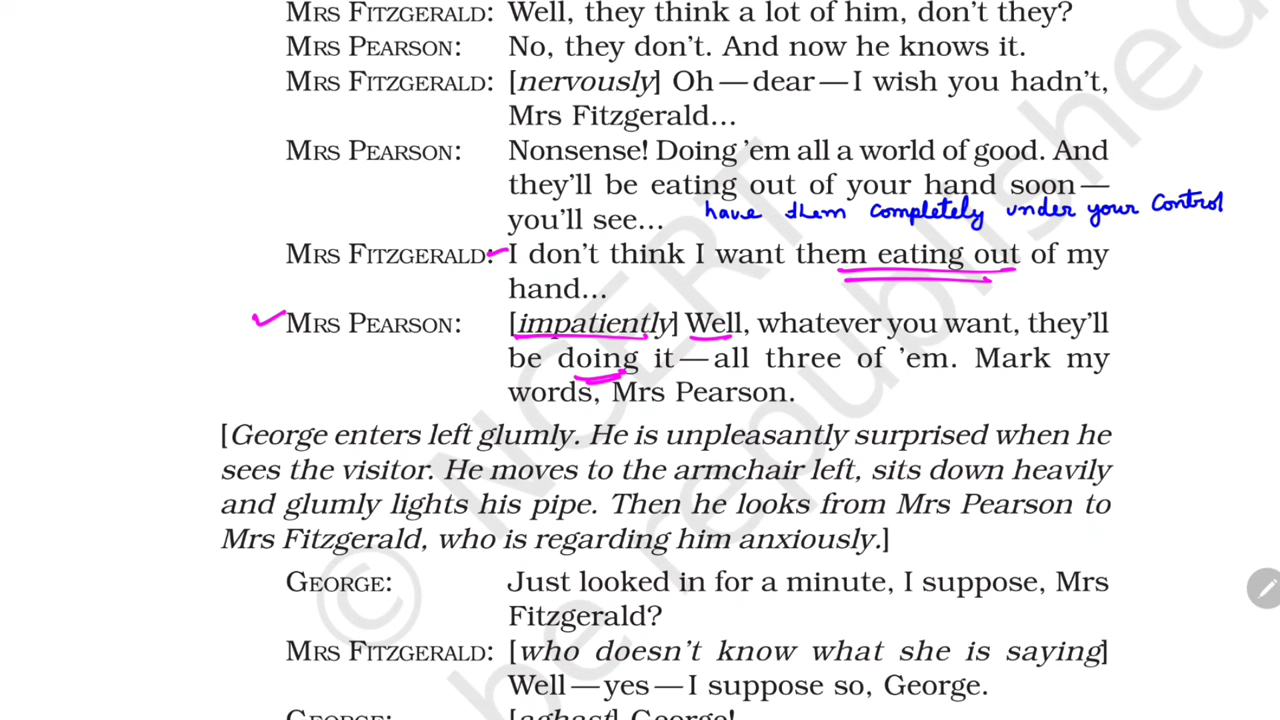 MRS FITZGERALD: Well, they think a lot of him, don't they?
MRS PEARSON: No, they don't. And now he knows it.
MRS FITZGERALD: [nervously] Oh—dear—I wish you hadn't,
Mrs Fitzgerald...
MRS PEARSON: Nonsense! Doing 'em all a world of good. And
they'll be eating out of your hand soon—
you'll see...
have them completely under your control
MRS FITZGERALD: I don't think I want them eating out of my
hand...
MRS PEARSON: [impatiently] Well, whatever you want, they'll
be doing it—all three of 'em. Mark my
words, Mrs Pearson.
[George enters left glumly. He is unpleasantly surprised when he
sees the visitor. He moves to the armchair left, sits down heavily
and glumly lights his pipe. Then he looks from Mrs Pearson to
Mrs Fitzgerald, who is regarding him anxiously.]
GEORGE: Just looked in for a minute, I suppose, Mrs
Fitzgerald?
MRS FITZGERALD: [who doesn't know what she is saying]
Well—yes—I suppose so, George.
GEORGE: [aghast] George!
© NCERT
be republished